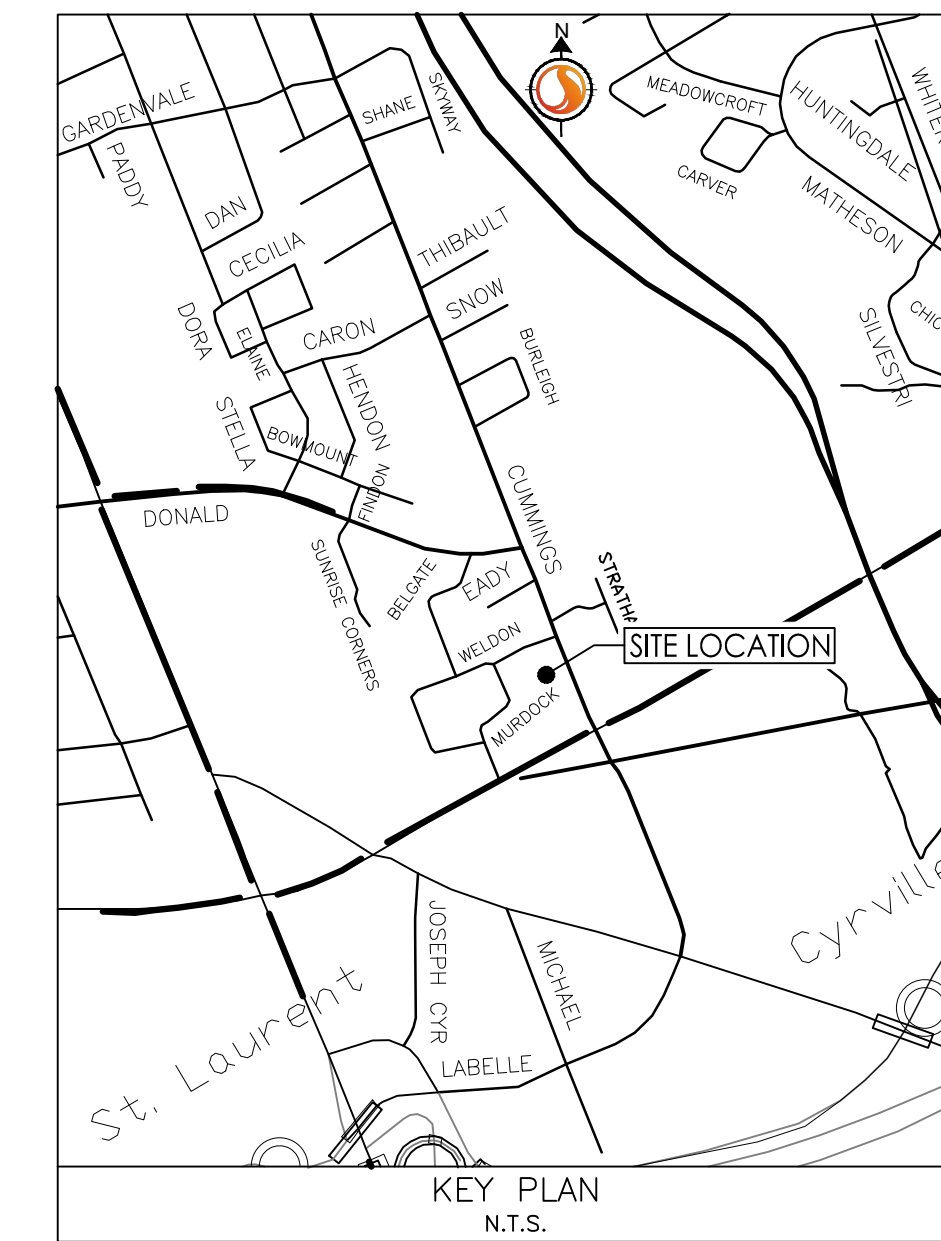 N
GARDENVALE
PADDY
SHANE
SKYWAY
MEADOWCROFT
HUNTINGDALE
CARVER
MATHESON
DAN
CECILIA
THIBAULT
SNOW
DORA
ELAINE
CARON
BURLEIGH
SILVESTRI
HENDON
STELLA
BOWMOUNT
FINDON
CUMMINGS
DONALD
SUNRISE CORNERS
BELGATE
EADY
STRATHA
WELDON
SITE LOCATION
MURDOCK
Cyrville
JOSEPH CYR
MICHAEL
St. Laurent
LABELLE
KEY PLAN
N.T.S.